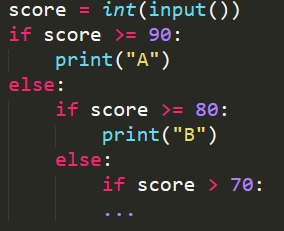 score = int(input())
if score >= 90:
    print("A")
else:
    if score >= 80:
        print("B")
    else:
        if score > 70:
        ...